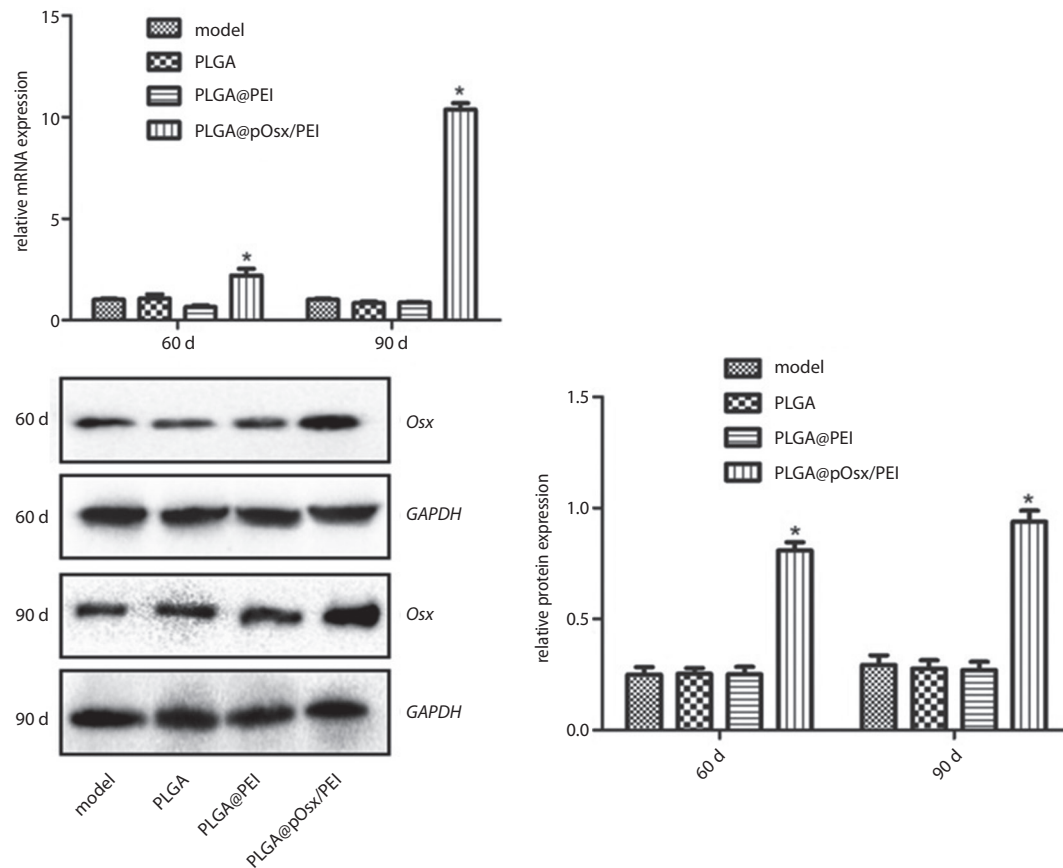 15
10
5
0
relative mRNA expression
model
PLGA
PLGA@PEI
PLGA@pOsx/PEI
*
*
60 d
90 d
60 d
Osx
60 d
GAPDH
90 d
Osx
90 d
GAPDH
model
PLGA
PLGA@PEI
PLGA@pOsx/PEI
model
PLGA
PLGA@PEI
PLGA@pOsx/PEI
1.5
1.0
0.5
0.0
relative protein expression
*
*
60 d
90 d